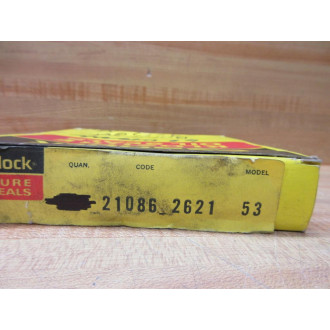 lock®
URE
EALS
QUAN. CODE MODEL
21086 2621 53